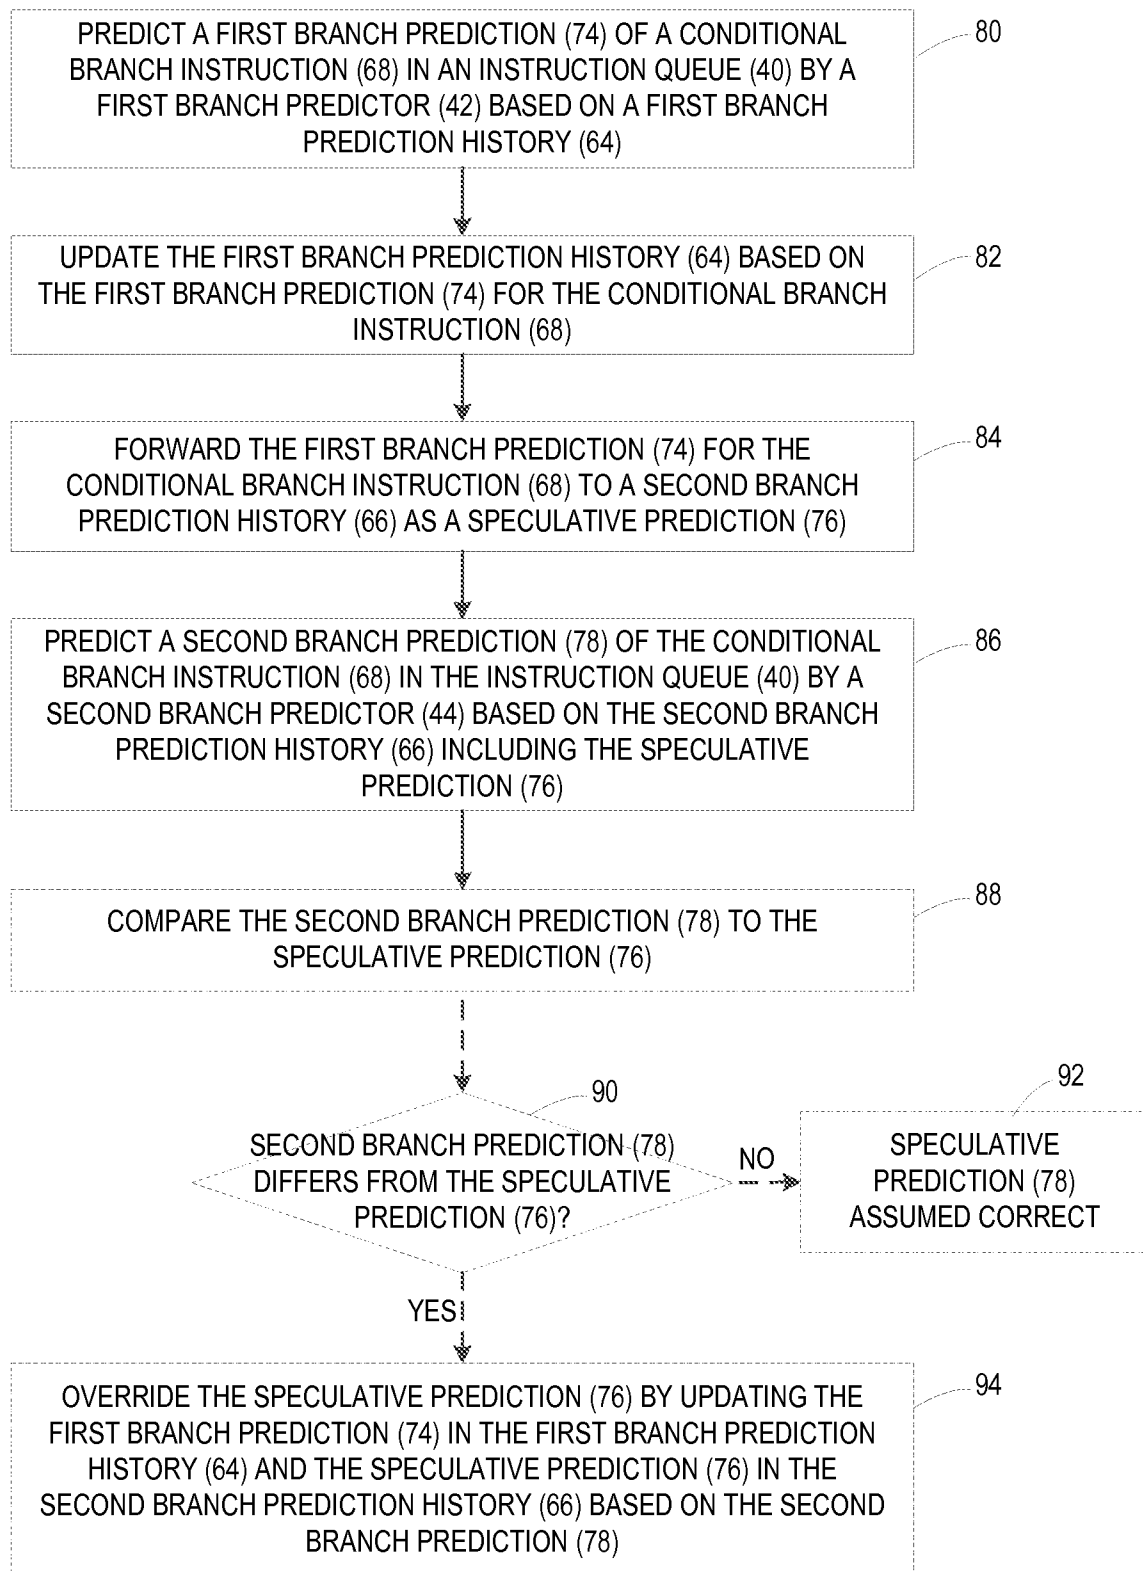 PREDICT A FIRST BRANCH PREDICTION (74) OF A CONDITIONAL
BRANCH INSTRUCTION (68) IN AN INSTRUCTION QUEUE (40) BY A
FIRST BRANCH PREDICTOR (42) BASED ON A FIRST BRANCH
PREDICTION HISTORY (64)
80
UPDATE THE FIRST BRANCH PREDICTION HISTORY (64) BASED ON
THE FIRST BRANCH PREDICTION (74) FOR THE CONDITIONAL BRANCH
INSTRUCTION (68)
82
FORWARD THE FIRST BRANCH PREDICTION (74) FOR THE
CONDITIONAL BRANCH INSTRUCTION (68) TO A SECOND BRANCH
PREDICTION HISTORY (66) AS A SPECULATIVE PREDICTION (76)
84
PREDICT A SECOND BRANCH PREDICTION (78) OF THE CONDITIONAL
BRANCH INSTRUCTION (68) IN THE INSTRUCTION QUEUE (40) BY A
SECOND BRANCH PREDICTOR (44) BASED ON THE SECOND BRANCH
PREDICTION HISTORY (66) INCLUDING THE SPECULATIVE
PREDICTION (76)
86
COMPARE THE SECOND BRANCH PREDICTION (78) TO THE
SPECULATIVE PREDICTION (76)
88
SECOND BRANCH PREDICTION (78)
DIFFERS FROM THE SPECULATIVE
PREDICTION (76)?
90
NO
SPECULATIVE
PREDICTION (78)
ASSUMED CORRECT
92
YES
OVERRIDE THE SPECULATIVE PREDICTION (76) BY UPDATING THE
FIRST BRANCH PREDICTION (74) IN THE FIRST BRANCH PREDICTION
HISTORY (64) AND THE SPECULATIVE PREDICTION (76) IN THE
SECOND BRANCH PREDICTION HISTORY (66) BASED ON THE SECOND
BRANCH PREDICTION (78)
94